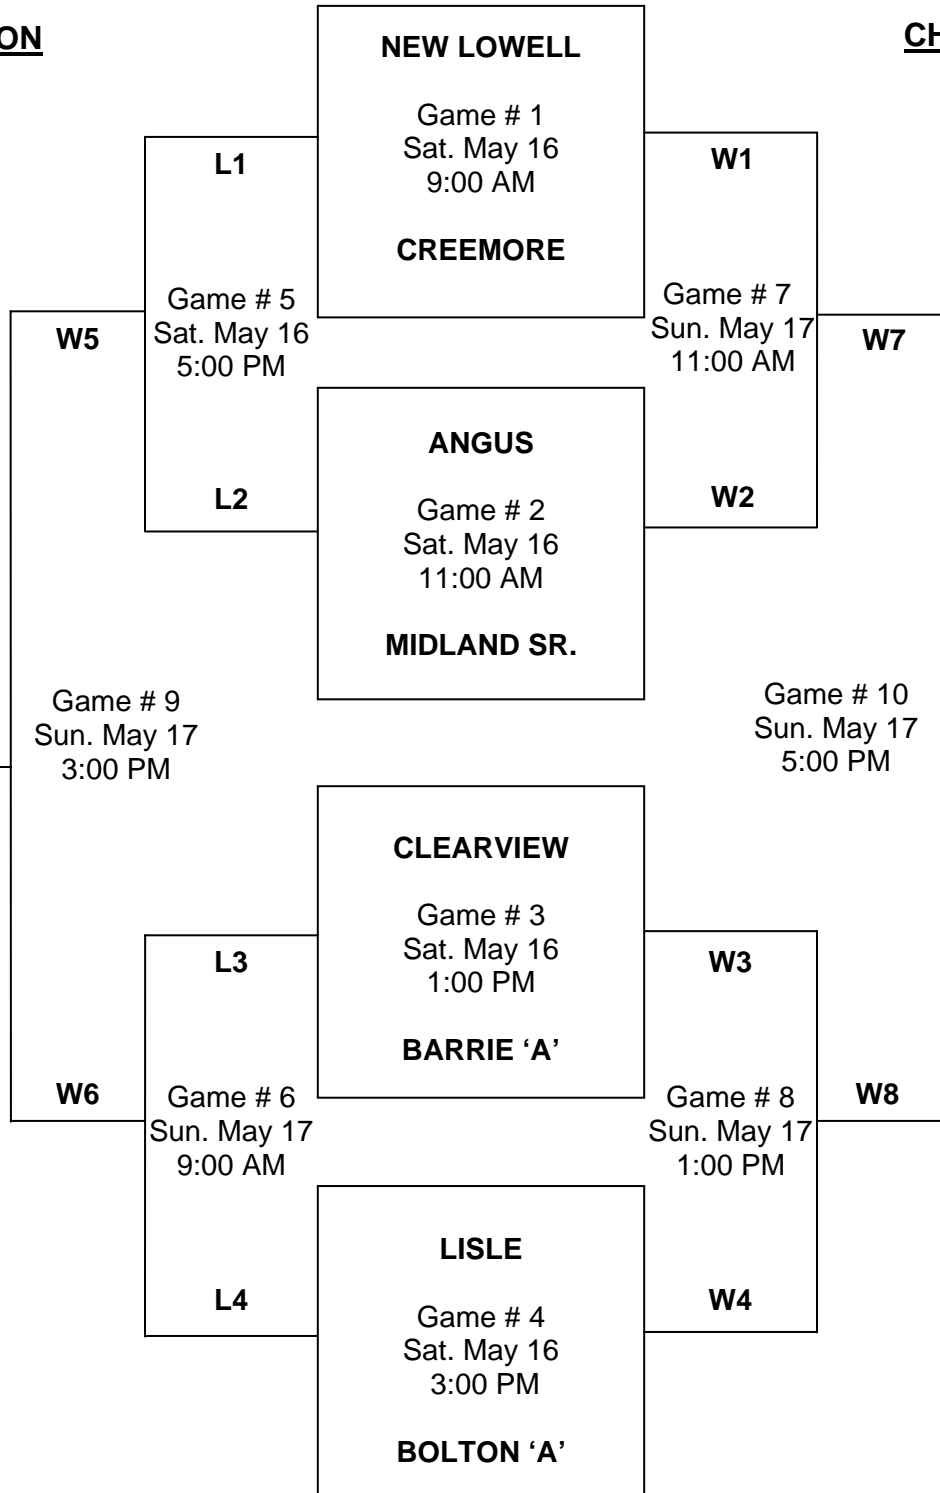 ON
CH
NEW LOWELL
Game # 1
Sat. May 16
9:00 AM
CREEMORE
L1
W1
Game # 5
Sat. May 16
5:00 PM
Game # 7
Sun. May 17
11:00 AM
W5
W7
ANGUS
Game # 2
Sat. May 16
11:00 AM
MIDLAND SR.
L2
W2
Game # 9
Sun. May 17
3:00 PM
Game # 10
Sun. May 17
5:00 PM
CLEARVIEW
Game # 3
Sat. May 16
1:00 PM
BARRIE ‘A’
L3
W3
W6
Game # 6
Sun. May 17
9:00 AM
Game # 8
Sun. May 17
1:00 PM
W8
LISLE
Game # 4
Sat. May 16
3:00 PM
BOLTON ‘A’
L4
W4